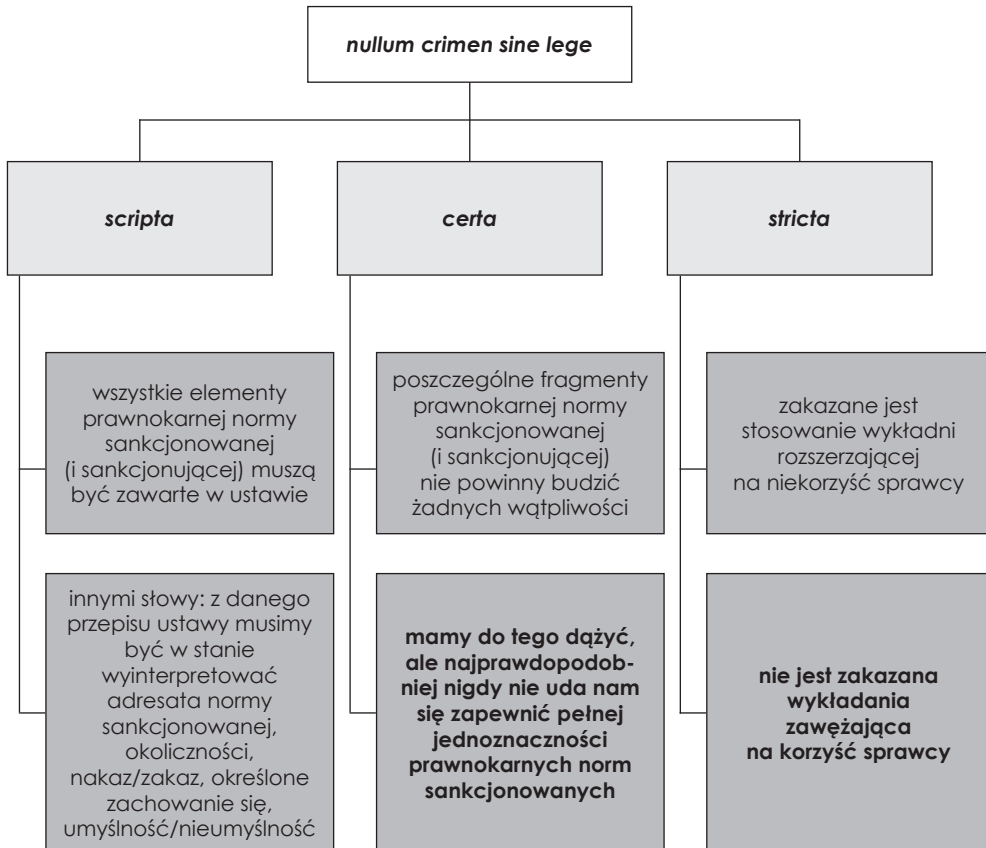 nullum crimen sine lege
scripta
certa
stricta
wszystkie elementy
prawnokarnej normy
sankcjonowanej
(i sankcjonującej) muszą
być zawarte w ustawie
poszczególne fragmenty
prawnokarnej normy
sankcjonowanej
(i sankcjonującej)
nie powinny budzić
żadnych wątpliwości
zakazane jest
stosowanie wykładni
rozszerzającej
na niekorzyść sprawcy
innymi słowy: z danego
przepisu ustawy musimy
być w stanie
wyinterpretować
adresata normy
sankcjonowanej,
okoliczności,
nakaz/zakaz, określone
zachowanie się,
umyślność/nieumyślność
mamy do tego dążyć,
ale najprawdopodob-
niej nigdy nie uda nam
się zapewnić pełnej
jednoznaczności
prawnokarnych norm
sankcjonowanych
nie jest zakazana
wykładania
zawężająca
na korzyść sprawcy